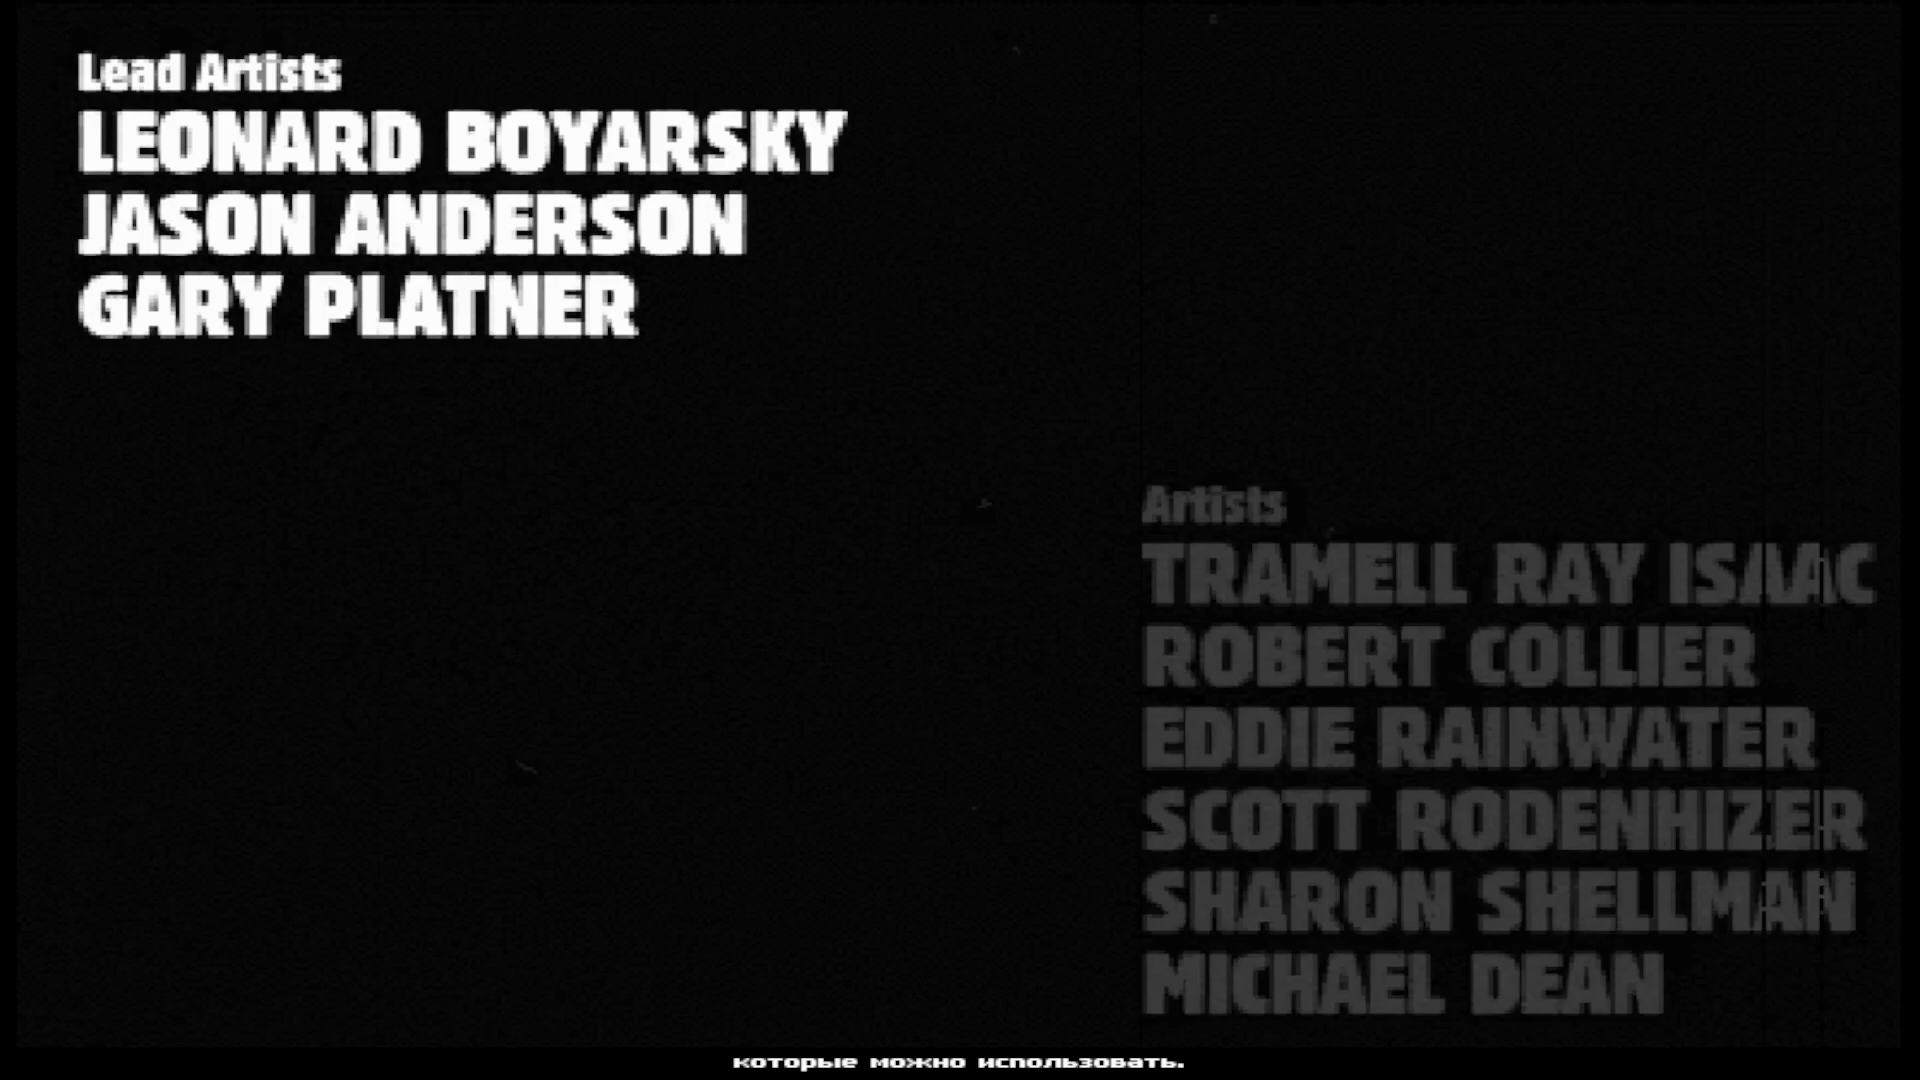 Lead Artists
LEONARD BOYARSKY
JASON ANDERSON
GARY PLATNER
Artists
TRAMELL RAY ISAAC
ROBERT COLLIER
EDDIE RAINWATER
SCOTT RODENHIZER
SHARON SHELLMAN
MICHAEL DEAN
которые можно использовать.